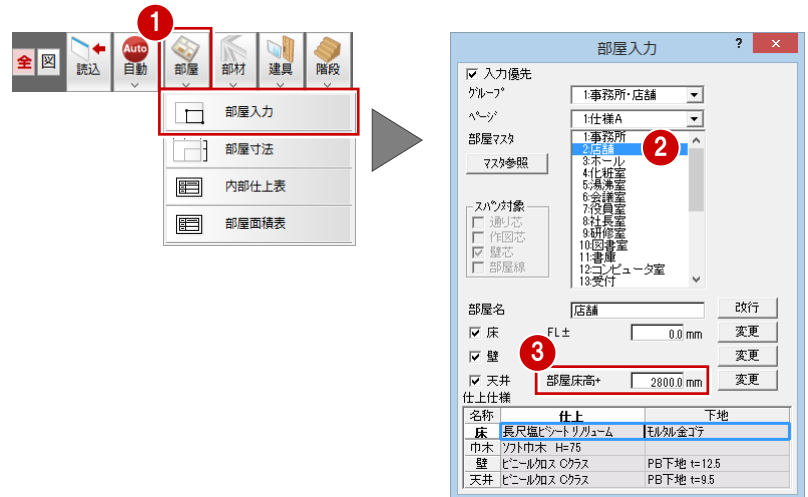 1
全 図 読込 Auto 自動 部屋 部材 建具 階段
部屋入力
部屋寸法
内部仕上表
部屋面積表
部屋入力 ? ×
入力優先
グループ 1:事務所・店舗
ページ 1:仕様A
部屋マスタ
マスタ参照
1:事務所
2:店舗
3:ホール
4:化粧室
5:湯沸室
6:会議室
7:役員室
8:社長室
9:研修室
10:図書室
11:書庫
12:コンピュータ室
13:受付
2
スパン対象
通り芯
作図芯
壁芯
部屋線
部屋名 店舗 改行
床 FL± 0.0 mm 変更
壁 変更
3
天井 部屋床高+ 2800.0 mm 変更
仕上仕様
名称 仕上 下地
床 長尺塩ビシートリノリューム モルタル金ゴテ
巾木 ソフト巾木 H=75
壁 ビニールクロス Cクラス PB下地 t=12.5
天井 ビニールクロス Cクラス PB下地 t=9.5